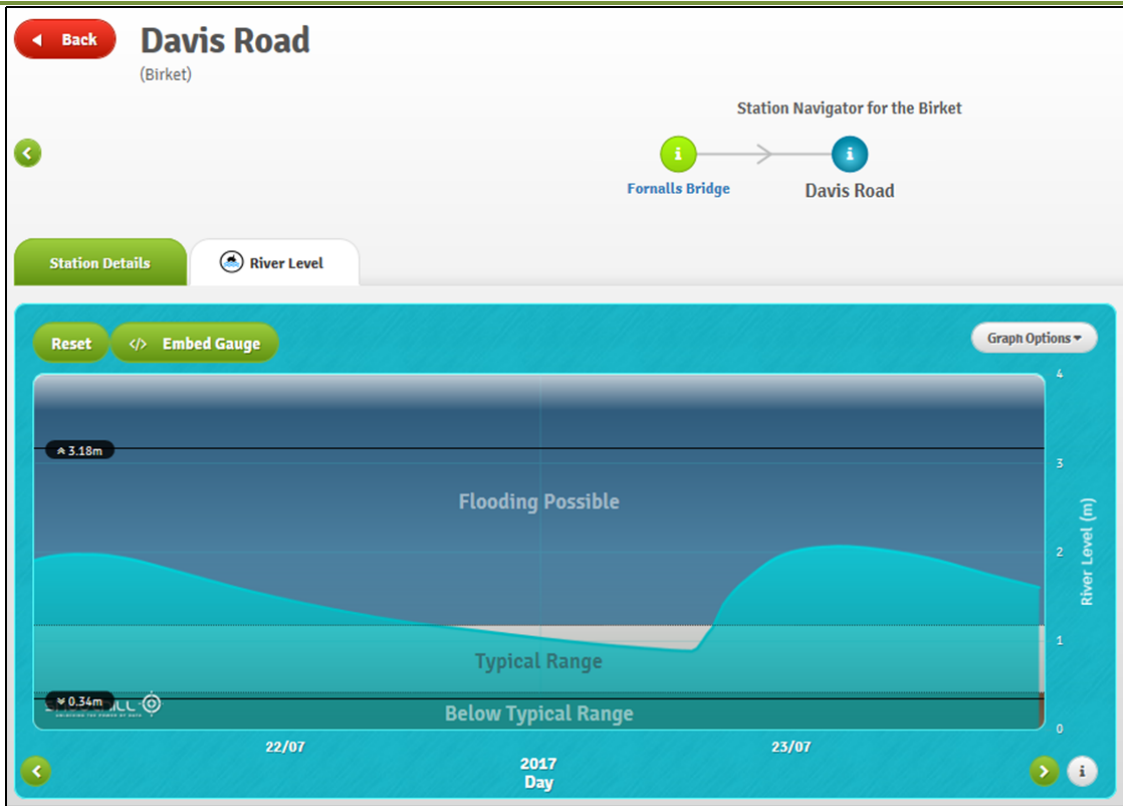 Back
Davis Road
(Birket)
Station Navigator for the Birket
Fornalls Bridge
Davis Road
Station Details
River Level
Reset
</> Embed Gauge
Graph Options
4
3.18m
3
Flooding Possible
2
River Level (m)
1
Typical Range
0.34m
Below Typical Range
0
22/07
23/07
2017
Day